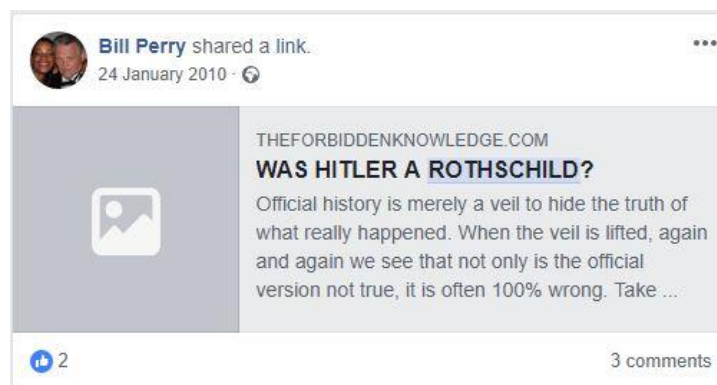 Bill Perry shared a link.
24 January 2010 ·
THEFORBIDDENKNOWLEDGE.COM
WAS HITLER A ROTHSCHILD?
Official history is merely a veil to hide the truth of
what really happened. When the veil is lifted, again
and again we see that not only is the official
version not true, it is often 100% wrong. Take ...
2 3 comments